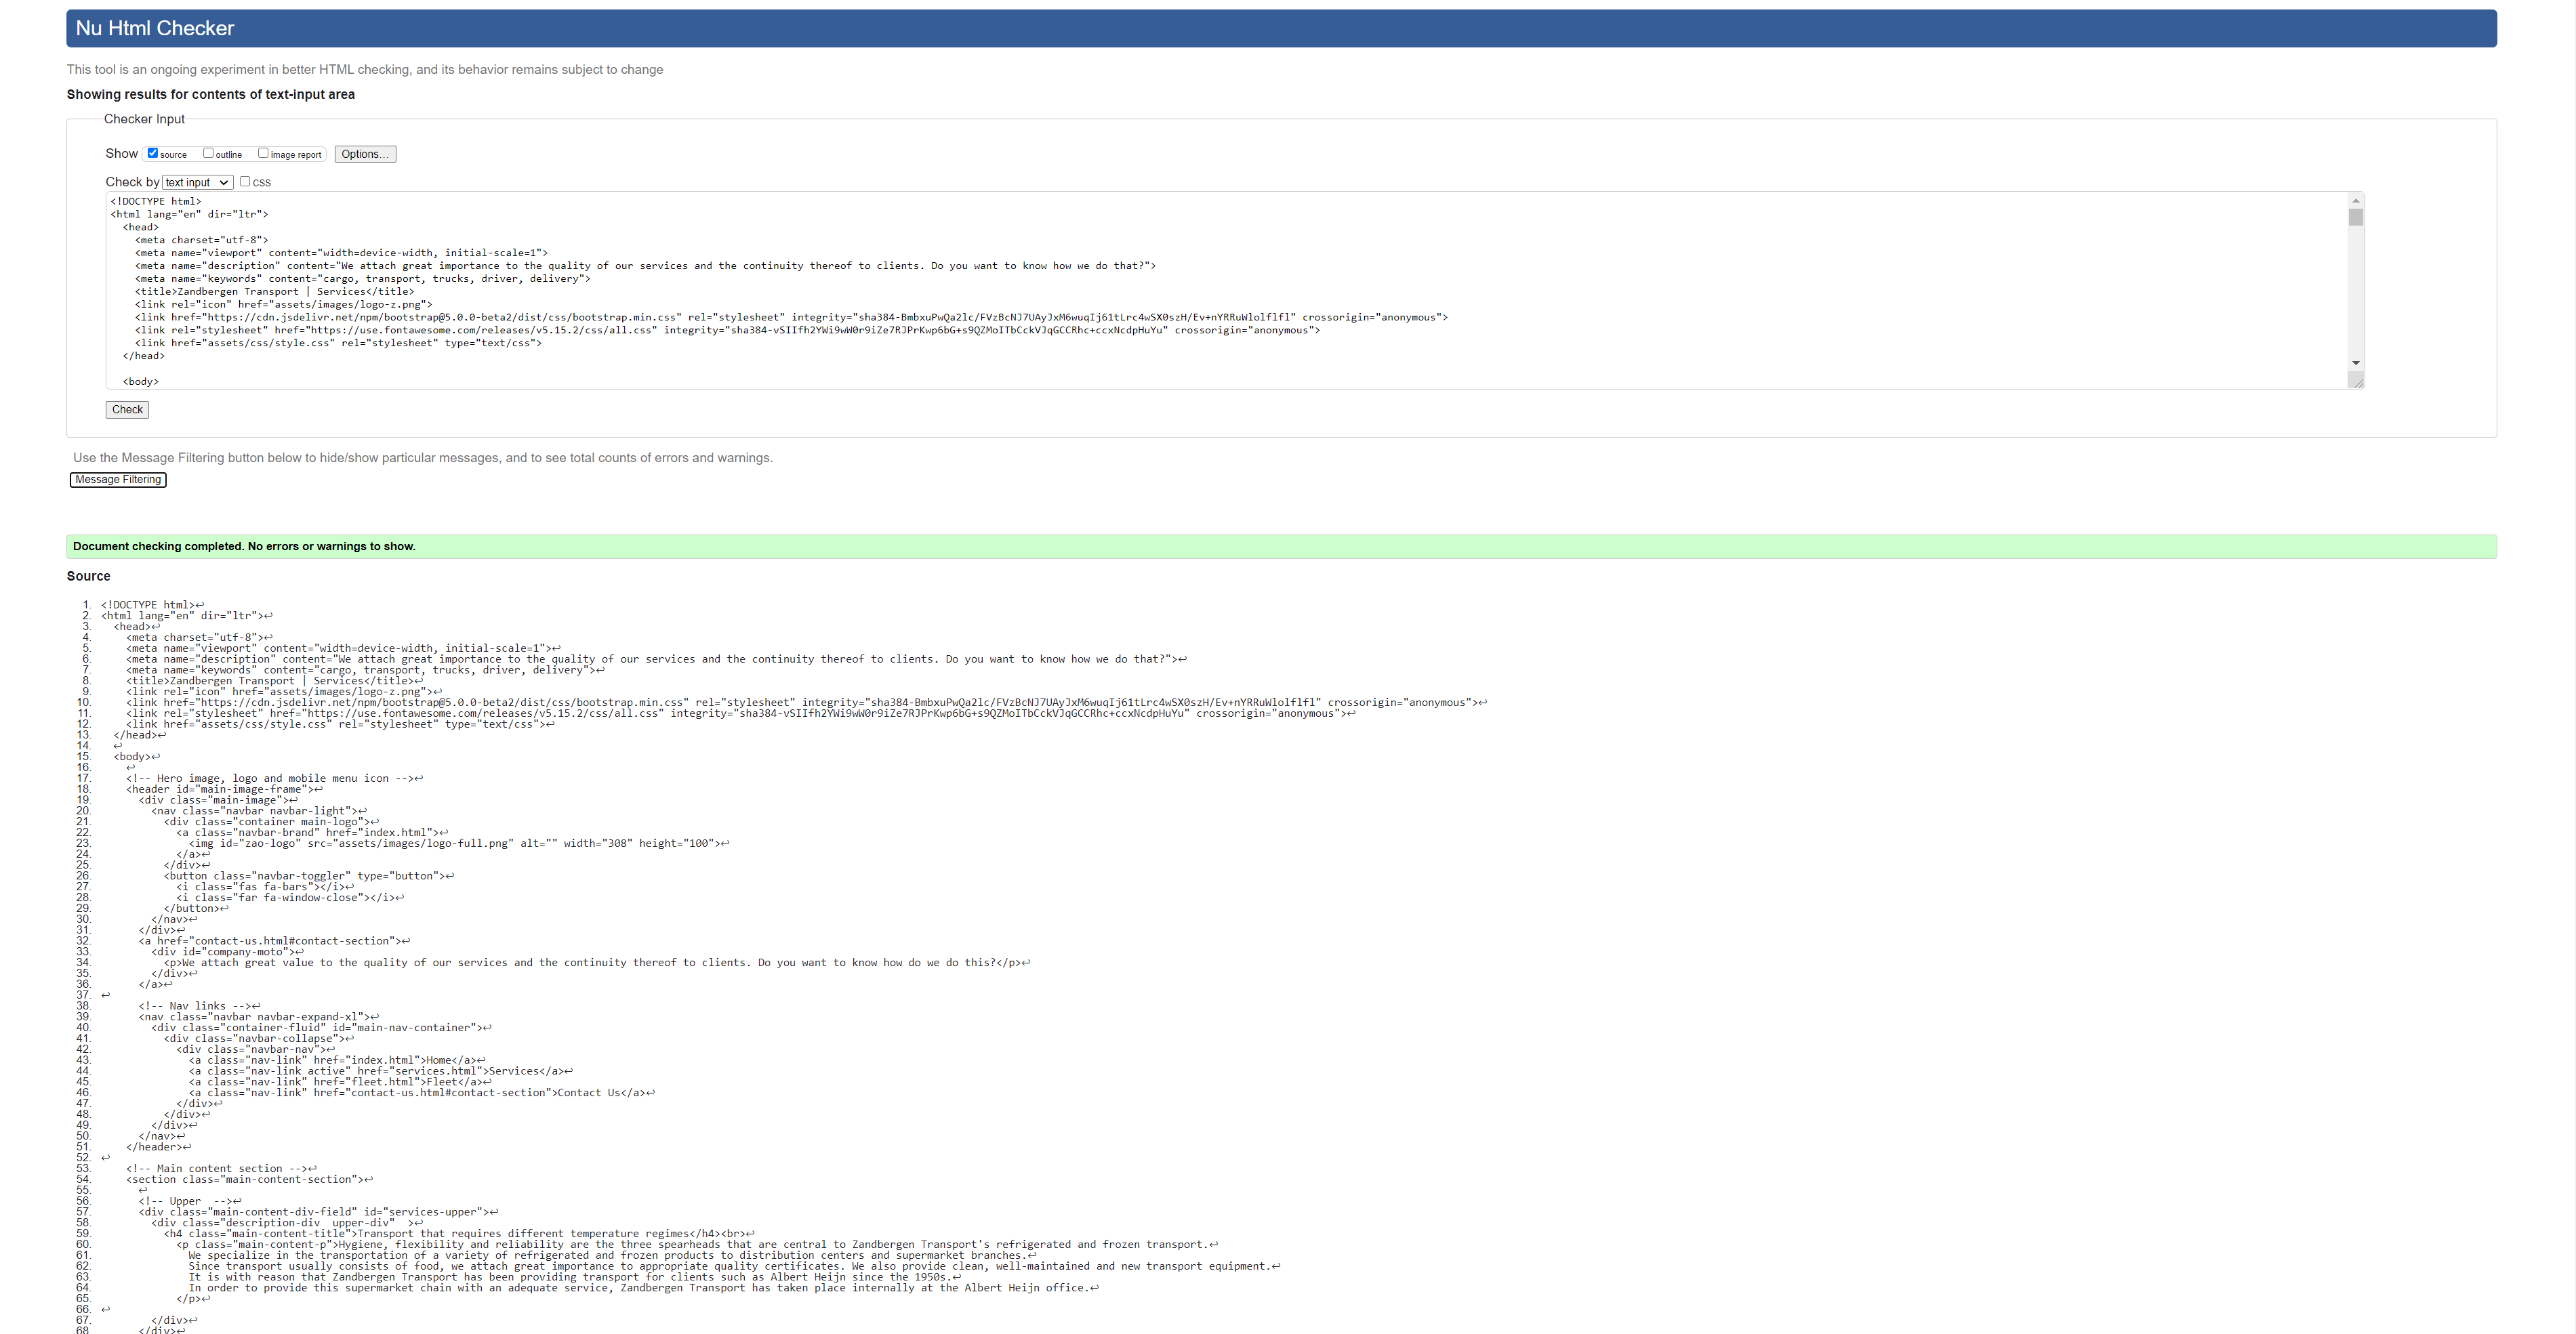 Nu Html Checker
This tool is an ongoing experiment in better HTML checking, and its behavior remains subject to change
Showing results for contents of text-input area
Checker Input
Show source outline image report Options...
Check by text input css
<!DOCTYPE html>
<html lang="en" dir="ltr">
<head>
<meta charset="utf-8">
<meta name="viewport" content="width=device-width, initial-scale=1">
<meta name="description" content="We attach great importance to the quality of our services and the continuity thereof to clients. Do you want to know how we do that?">
<meta name="keywords" content="cargo, transport, trucks, driver, delivery">
<title>Zandbergen Transport | Services</title>
<link rel="icon" href="assets/images/logo-z.png">
<link href="https://cdn.jsdelivr.net/npm/bootstrap@5.0.0-beta2/dist/css/bootstrap.min.css" rel="stylesheet" integrity="sha384-BmbxuPwQa2lc/FVzBcNJ7UAyJxM6wuqIj61tLrc4wSX0szH/Ev+nYRRuWlolflfl" crossorigin="anonymous">
<link rel="stylesheet" href="https://use.fontawesome.com/releases/v5.15.2/css/all.css" integrity="sha384-vSIIfh2YWi9wW0r9iZe7RJPrKwp6bG+s9QZMoITbCckVJqGCCRhc+ccxNcdpHuYu" crossorigin="anonymous">
<link href="assets/css/style.css" rel="stylesheet" type="text/css">
</head>
<body>
Check
Use the Message Filtering button below to hide/show particular messages, and to see total counts of errors and warnings.
Message Filtering
Document checking completed. No errors or warnings to show.
Source
1. <!DOCTYPE html>↩
2. <html lang="en" dir="ltr">↩
3. <head>↩
4. <meta charset="utf-8">↩
5. <meta name="viewport" content="width=device-width, initial-scale=1">↩
6. <meta name="description" content="We attach great importance to the quality of our services and the continuity thereof to clients. Do you want to know how we do that?">↩
7. <meta name="keywords" content="cargo, transport, trucks, driver, delivery">↩
8. <title>Zandbergen Transport | Services</title>↩
9. <link rel="icon" href="assets/images/logo-z.png">↩
10. <link href="https://cdn.jsdelivr.net/npm/bootstrap@5.0.0-beta2/dist/css/bootstrap.min.css" rel="stylesheet" integrity="sha384-BmbxuPwQa2lc/FVzBcNJ7UAyJxM6wuqIj61tLrc4wSX0szH/Ev+nYRRuWlolflfl" crossorigin="anonymous">↩
11. <link rel="stylesheet" href="https://use.fontawesome.com/releases/v5.15.2/css/all.css" integrity="sha384-vSIIfh2YWi9wW0r9iZe7RJPrKwp6bG+s9QZMoITbCckVJqGCCRhc+ccxNcdpHuYu" crossorigin="anonymous">↩
12. <link href="assets/css/style.css" rel="stylesheet" type="text/css">↩
13. </head>↩
14. ↩
15. <body>↩
16. ↩
17. <!-- Hero image, logo and mobile menu icon -->↩
18. <header id="main-image-frame">↩
19. <div class="main-image">↩
20. <nav class="navbar navbar-light">↩
21. <div class="container main-logo">↩
22. <a class="navbar-brand" href="index.html">↩
23. <img id="zao-logo" src="assets/images/logo-full.png" alt="" width="308" height="100">↩
24. </a>↩
25. </div>↩
26. <button class="navbar-toggler" type="button">↩
27. <i class="fas fa-bars"></i>↩
28. <i class="far fa-window-close"></i>↩
29. </button>↩
30. </nav>↩
31. </div>↩
32. <a href="contact-us.html#contact-section">↩
33. <div id="company-moto">↩
34. <p>We attach great value to the quality of our services and the continuity thereof to clients. Do you want to know how do we do this?</p>↩
35. </div>↩
36. </a>↩
37. ↩
38. <!-- Nav links -->↩
39. <nav class="navbar navbar-expand-xl">↩
40. <div class="container-fluid" id="main-nav-container">↩
41. <div class="navbar-collapse">↩
42. <div class="navbar-nav">↩
43. <a class="nav-link" href="index.html">Home</a>↩
44. <a class="nav-link active" href="services.html">Services</a>↩
45. <a class="nav-link" href="fleet.html">Fleet</a>↩
46. <a class="nav-link" href="contact-us.html#contact-section">Contact Us</a>↩
47. </div>↩
48. </div>↩
49. </div>↩
50. </nav>↩
51. </header>↩
52. ↩
53. <!-- Main content section -->↩
54. <section class="main-content-section">↩
55. ↩
56. <!-- Upper  -->↩
57. <div class="main-content-div-field" id="services-upper">↩
58. <div class="description-div  upper-div"  >↩
59. <h4 class="main-content-title">Transport that requires different temperature regimes</h4><br>↩
60. <p class="main-content-p">Hygiene, flexibility and reliability are the three spearheads that are central to Zandbergen Transport's refrigerated and frozen transport.↩
61. We specialize in the transportation of a variety of refrigerated and frozen products to distribution centers and supermarket branches.↩
62. Since transport usually consists of food, we attach great importance to appropriate quality certificates. We also provide clean, well-maintained and new transport equipment.↩
63. It is with reason that Zandbergen Transport has been providing transport for clients such as Albert Heijn since the 1950s.↩
64. In order to provide this supermarket chain with an adequate service, Zandbergen Transport has taken place internally at the Albert Heijn office.↩
65. </p>↩
66. ↩
67. </div>↩
68. </div>↩